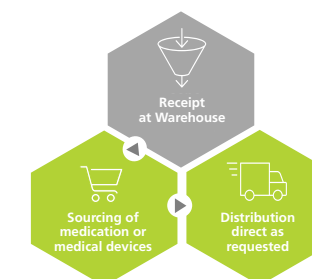 Receipt
at Warehouse
Sourcing of
medication or
medical devices
Distribution
direct as
requested